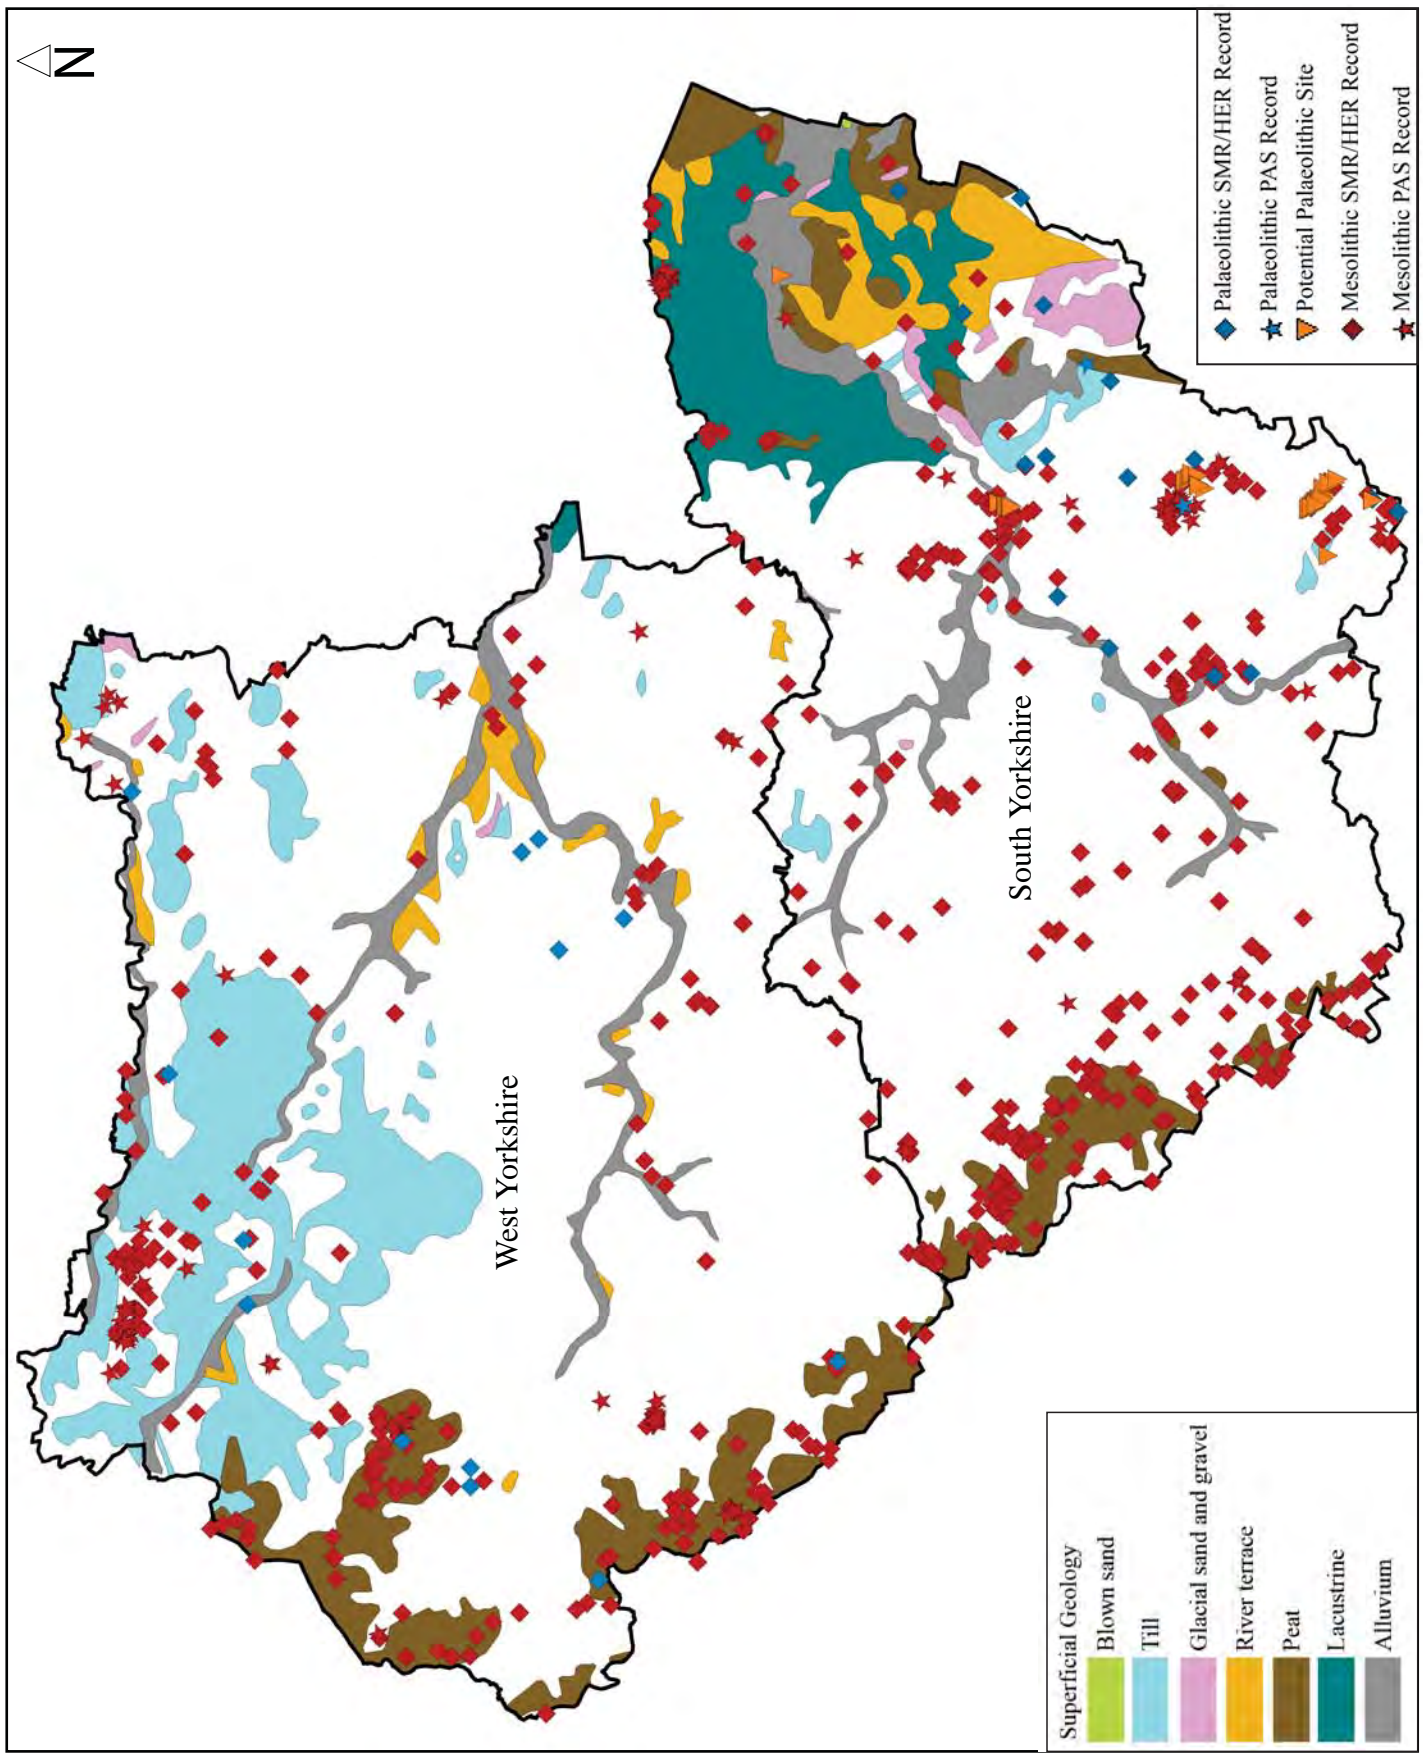 N
Palaeolithic SMR/HER Record
Palaeolithic PAS Record
Potential Palaeolithic Site
Mesolithic SMR/HER Record
Mesolithic PAS Record
West Yorkshire
South Yorkshire
Superficial Geology
Blown sand
Till
Glacial sand and gravel
River terrace
Peat
Lacustrine
Alluvium